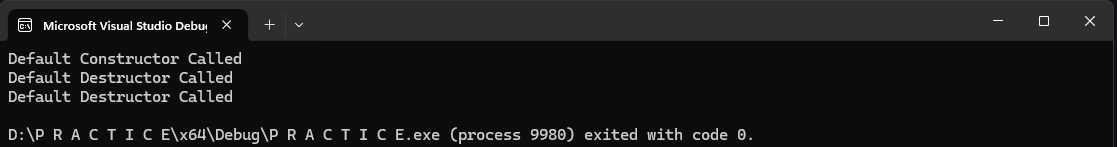 Microsoft Visual Studio Debu
Default Constructor Called
Default Destructor Called
Default Destructor Called
D:\P R A C T I C E\x64\Debug\P R A C T I C E.exe (process 9980) exited with code 0.